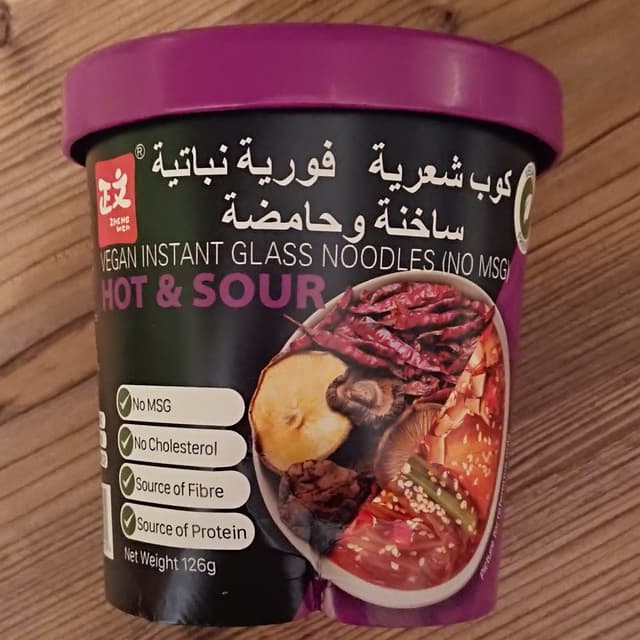 كوب شعرية فورية نباتية
ساخنة وحامضة
®
正文
ZHENG
WEN
VEGAN INSTANT GLASS NOODLES (NO MSG)
HOT & SOUR
No MSG
No Cholesterol
Source of Fibre
Source of Protein
Net Weight 126g